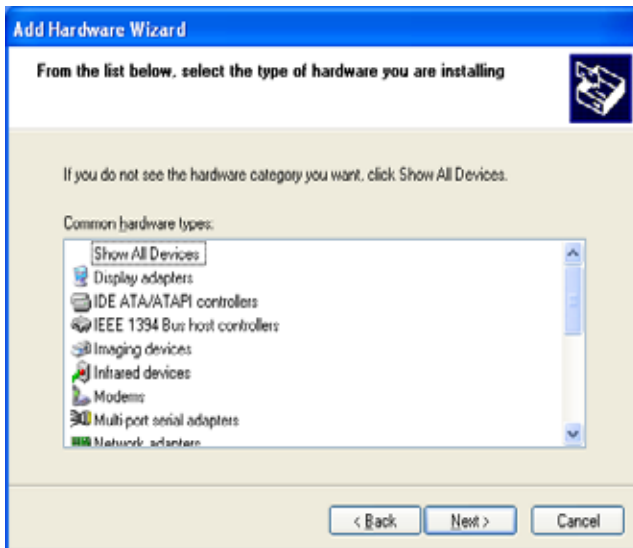 Add Hardware Wizard
From the list below, select the type of hardware you are installing
If you do not see the hardware category you want, click Show All Devices.
Common hardware types:
Show All Devices
Display adapters
IDE ATA/ATAPI controllers
IEEE 1394 Bus host controllers
Imaging devices
Infrared devices
Modems
Multi-port serial adapters
Network adapters
< Back Next > Cancel